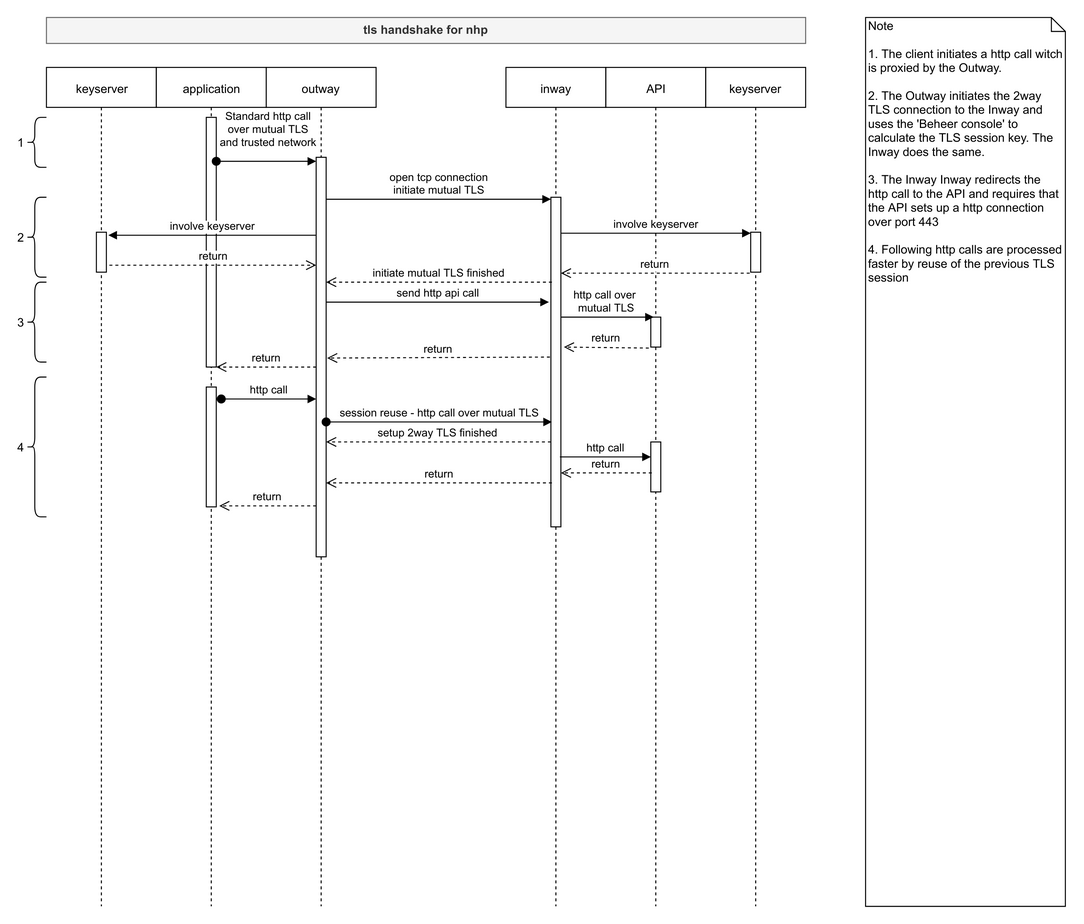 tls handshake for nhp
keyserver
application
outway
inway
API
keyserver
1
Standard http call
over mutual TLS
and trusted network
open tcp connection
initiate mutual TLS
2
involve keyserver
involve keyserver
return
return
initiate mutual TLS finished
send http api call
3
http call over
mutual TLS
return
return
return
4
http call
session reuse - http call over mutual TLS
setup 2way TLS finished
http call
return
return
return
Note
1. The client initiates a http call witch
is proxied by the Outway.
2. The Outway initiates the 2way
TLS connection to the Inway and
uses the 'Beheer console' to
calculate the TLS session key. The
Inway does the same.
3. The Inway Inway redirects the
http call to the API and requires that
the API sets up a http connection
over port 443
4. Following http calls are processed
faster by reuse of the previous TLS
session